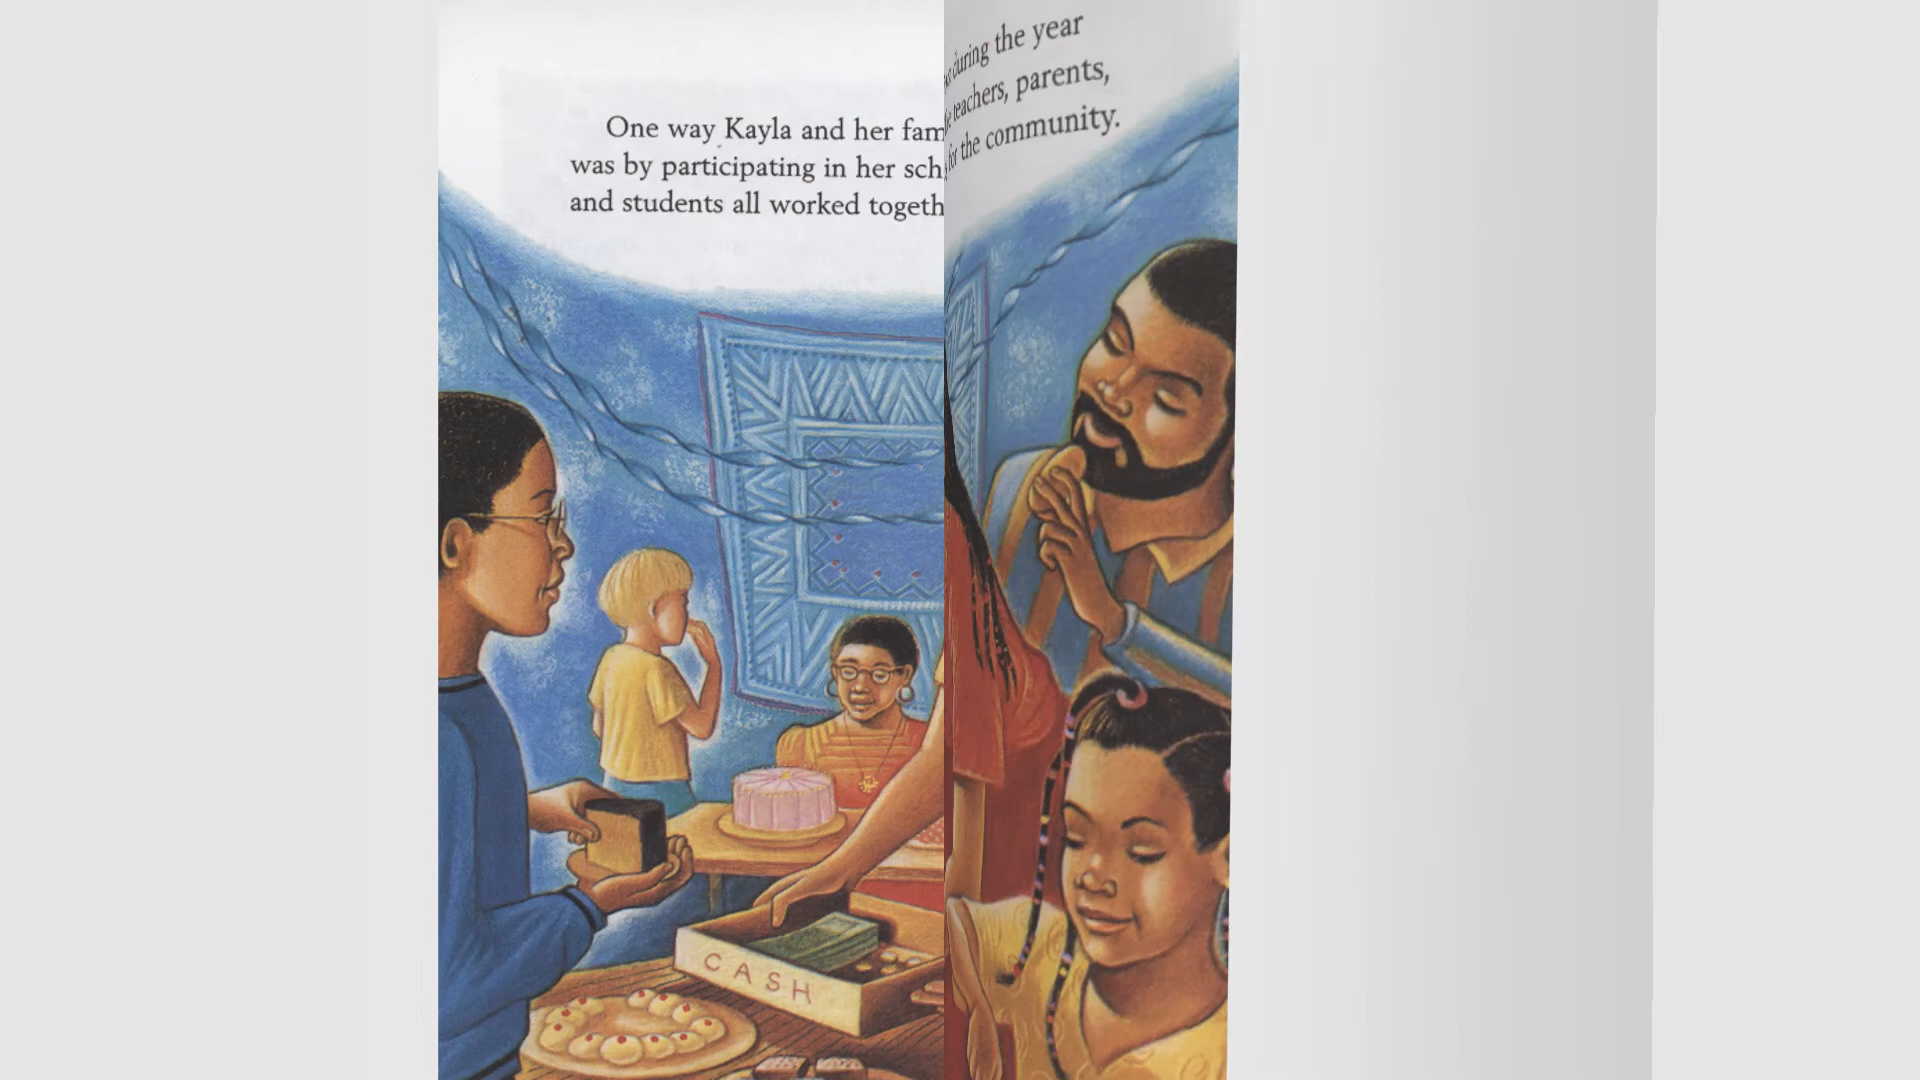 One way Kayla and her fam
was by participating in her sch
and students all worked togeth
during the year
teachers, parents,
for the community.
CASH